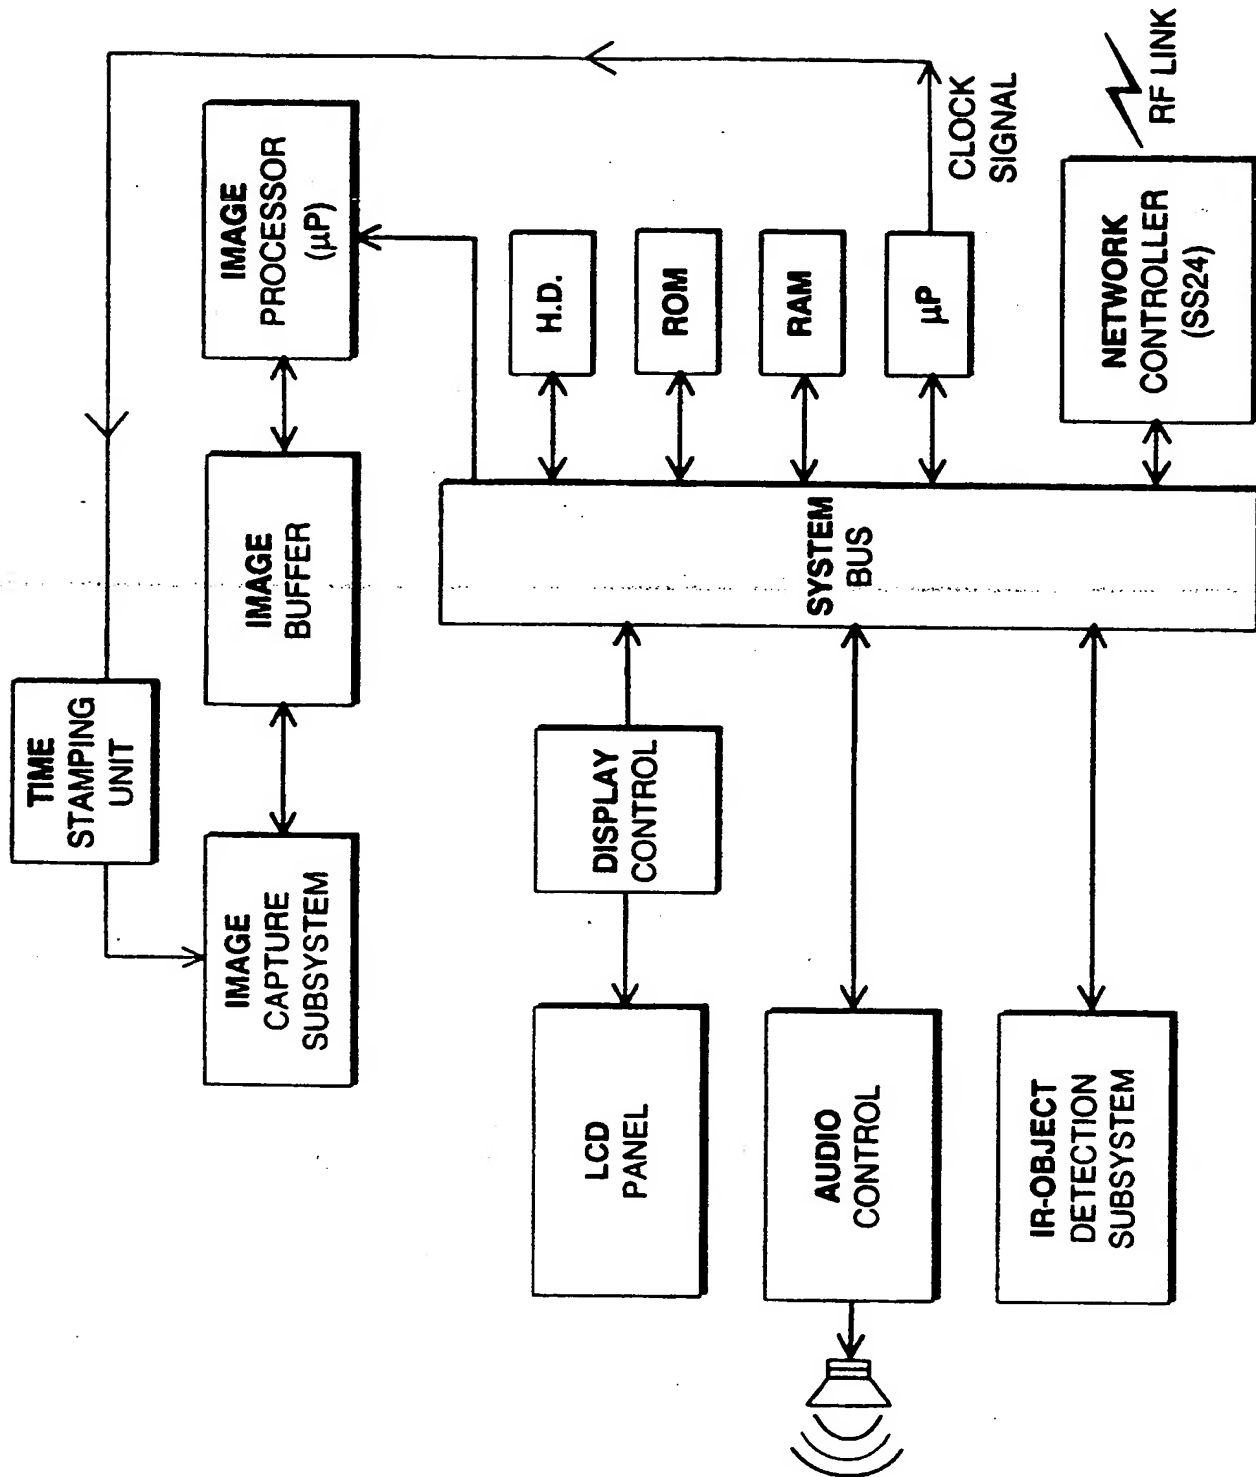 TIME
STAMPING
UNIT
IMAGE
CAPTURE
SUBSYSTEM
IMAGE
BUFFER
IMAGE
PROCESSOR
(μP)
LCD
PANEL
DISPLAY
CONTROL
H.D.
ROM
RAM
μP
CLOCK
SIGNAL
AUDIO
CONTROL
SYSTEM
BUS
IR-OBJECT
DETECTION
SUBSYSTEM
NETWORK
CONTROLLER
(SS24)
RF LINK